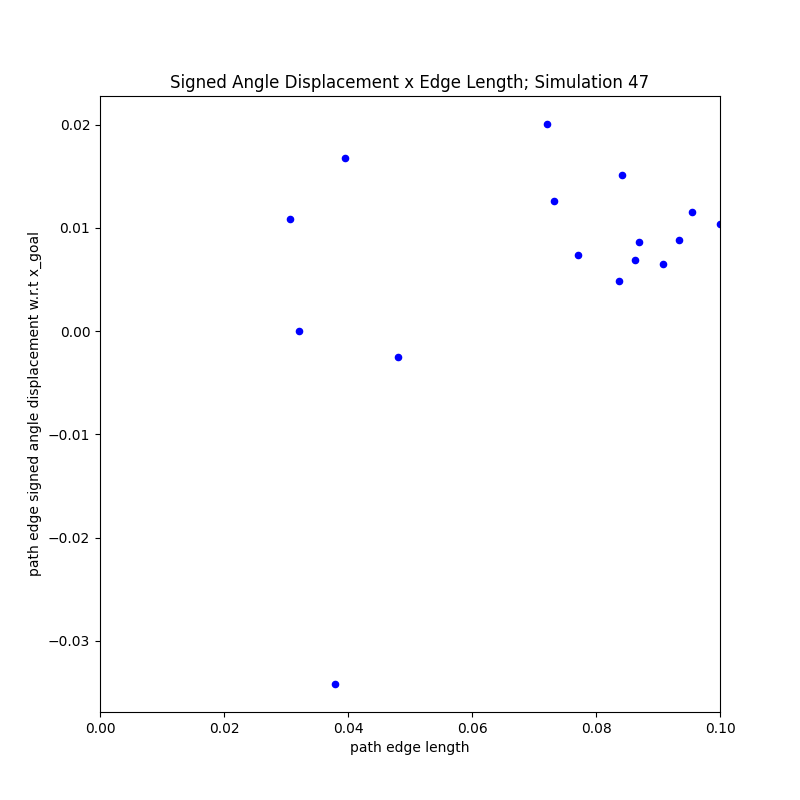 Signed Angle Displacement x Edge Length; Simulation 47
path edge signed angle displacement w.r.t x_goal
0.02
0.01
0.00
−0.01
−0.02
−0.03
0.00 0.02 0.04 0.06 0.08 0.10
path edge length